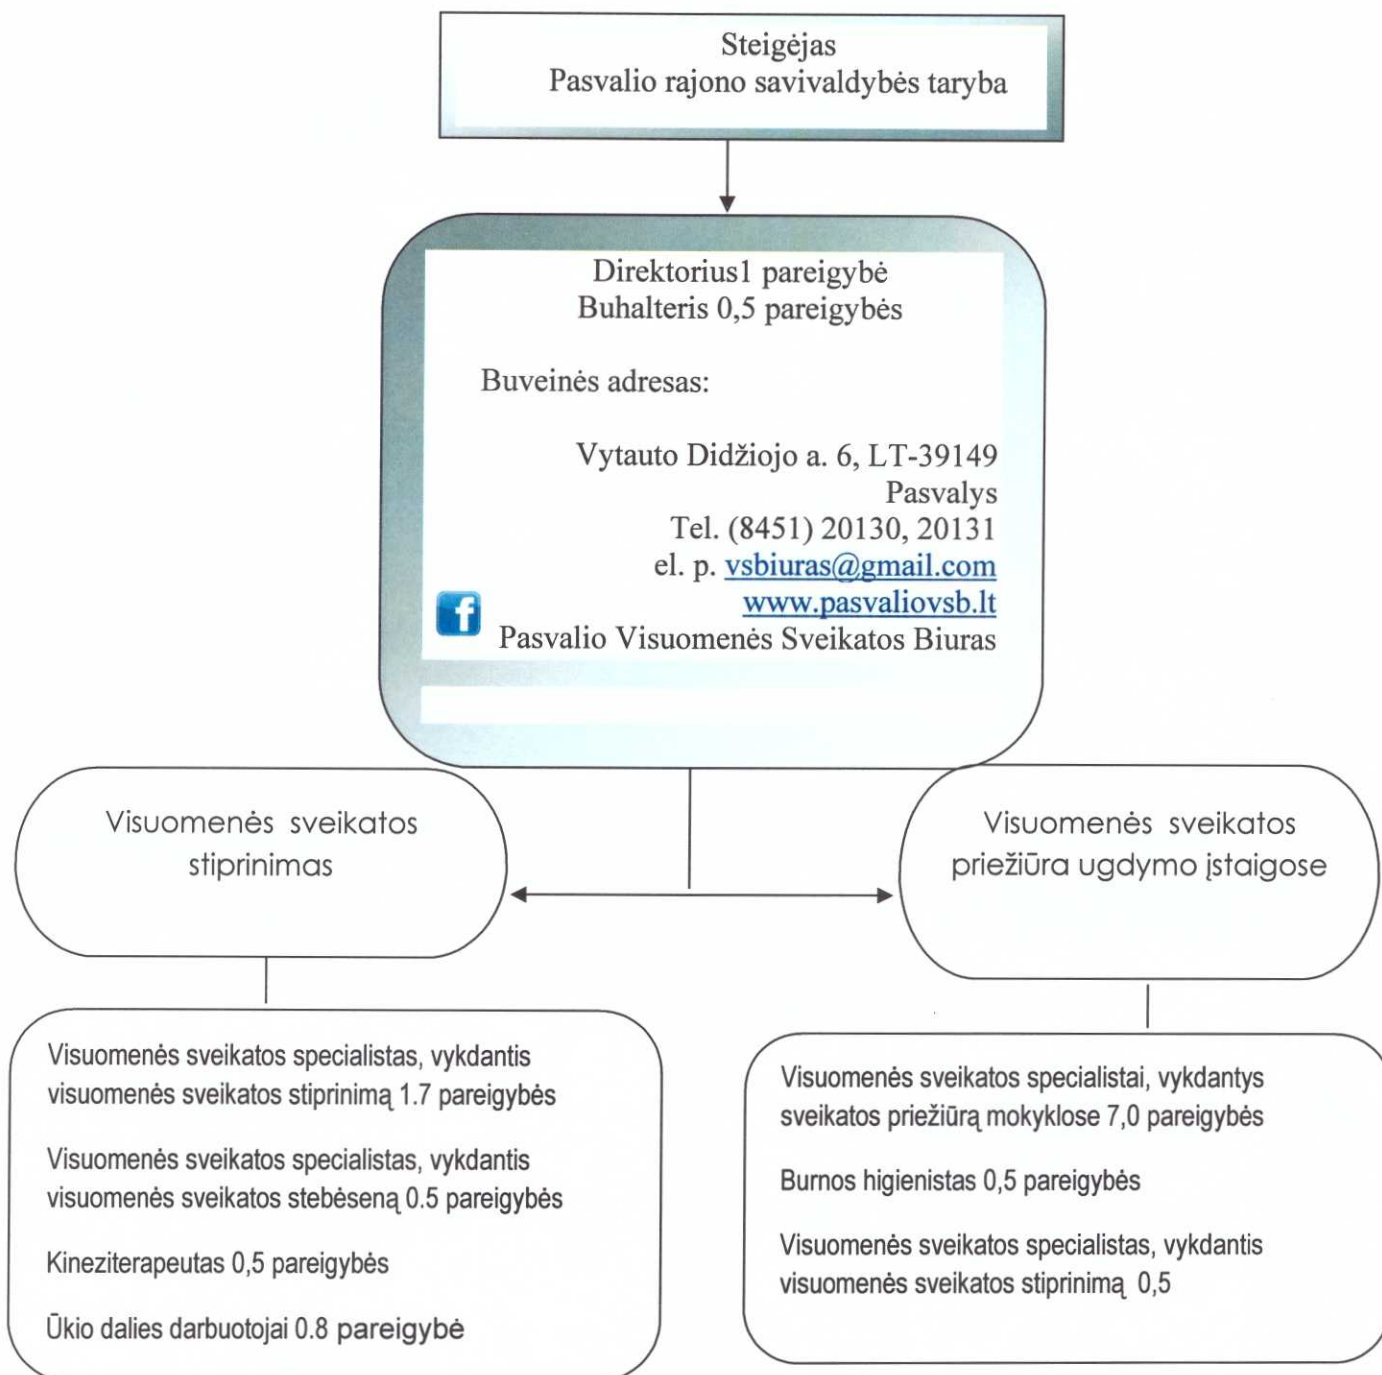 Steigėjas
Pasvalio rajono savivaldybės taryba
Direktorius1 pareigybė
Buhalteris 0,5 pareigybės
Buveinės adresas:
Vytauto Didžiojo a. 6, LT-39149
Pasvalys
Tel. (8451) 20130, 20131
el. p. vsbiuras@gmail.com
www.pasvaliovsb.lt
f
Pasvalio Visuomenės Sveikatos Biuras
Visuomenės sveikatos
stiprinimas
Visuomenės sveikatos
priežiūra ugdymo įstaigose
Visuomenės sveikatos specialistas, vykdantis
visuomenės sveikatos stiprinimą 1.7 pareigybės
Visuomenės sveikatos specialistas, vykdantis
visuomenės sveikatos stebėseną 0.5 pareigybės
Kineziterapeutas 0,5 pareigybės
Ūkio dalies darbuotojai 0.8 pareigybė
Visuomenės sveikatos specialistai, vykdantys
sveikatos priežiūrą mokyklose 7,0 pareigybės
Burnos higienistas 0,5 pareigybės
Visuomenės sveikatos specialistas, vykdantis
visuomenės sveikatos stiprinimą 0,5